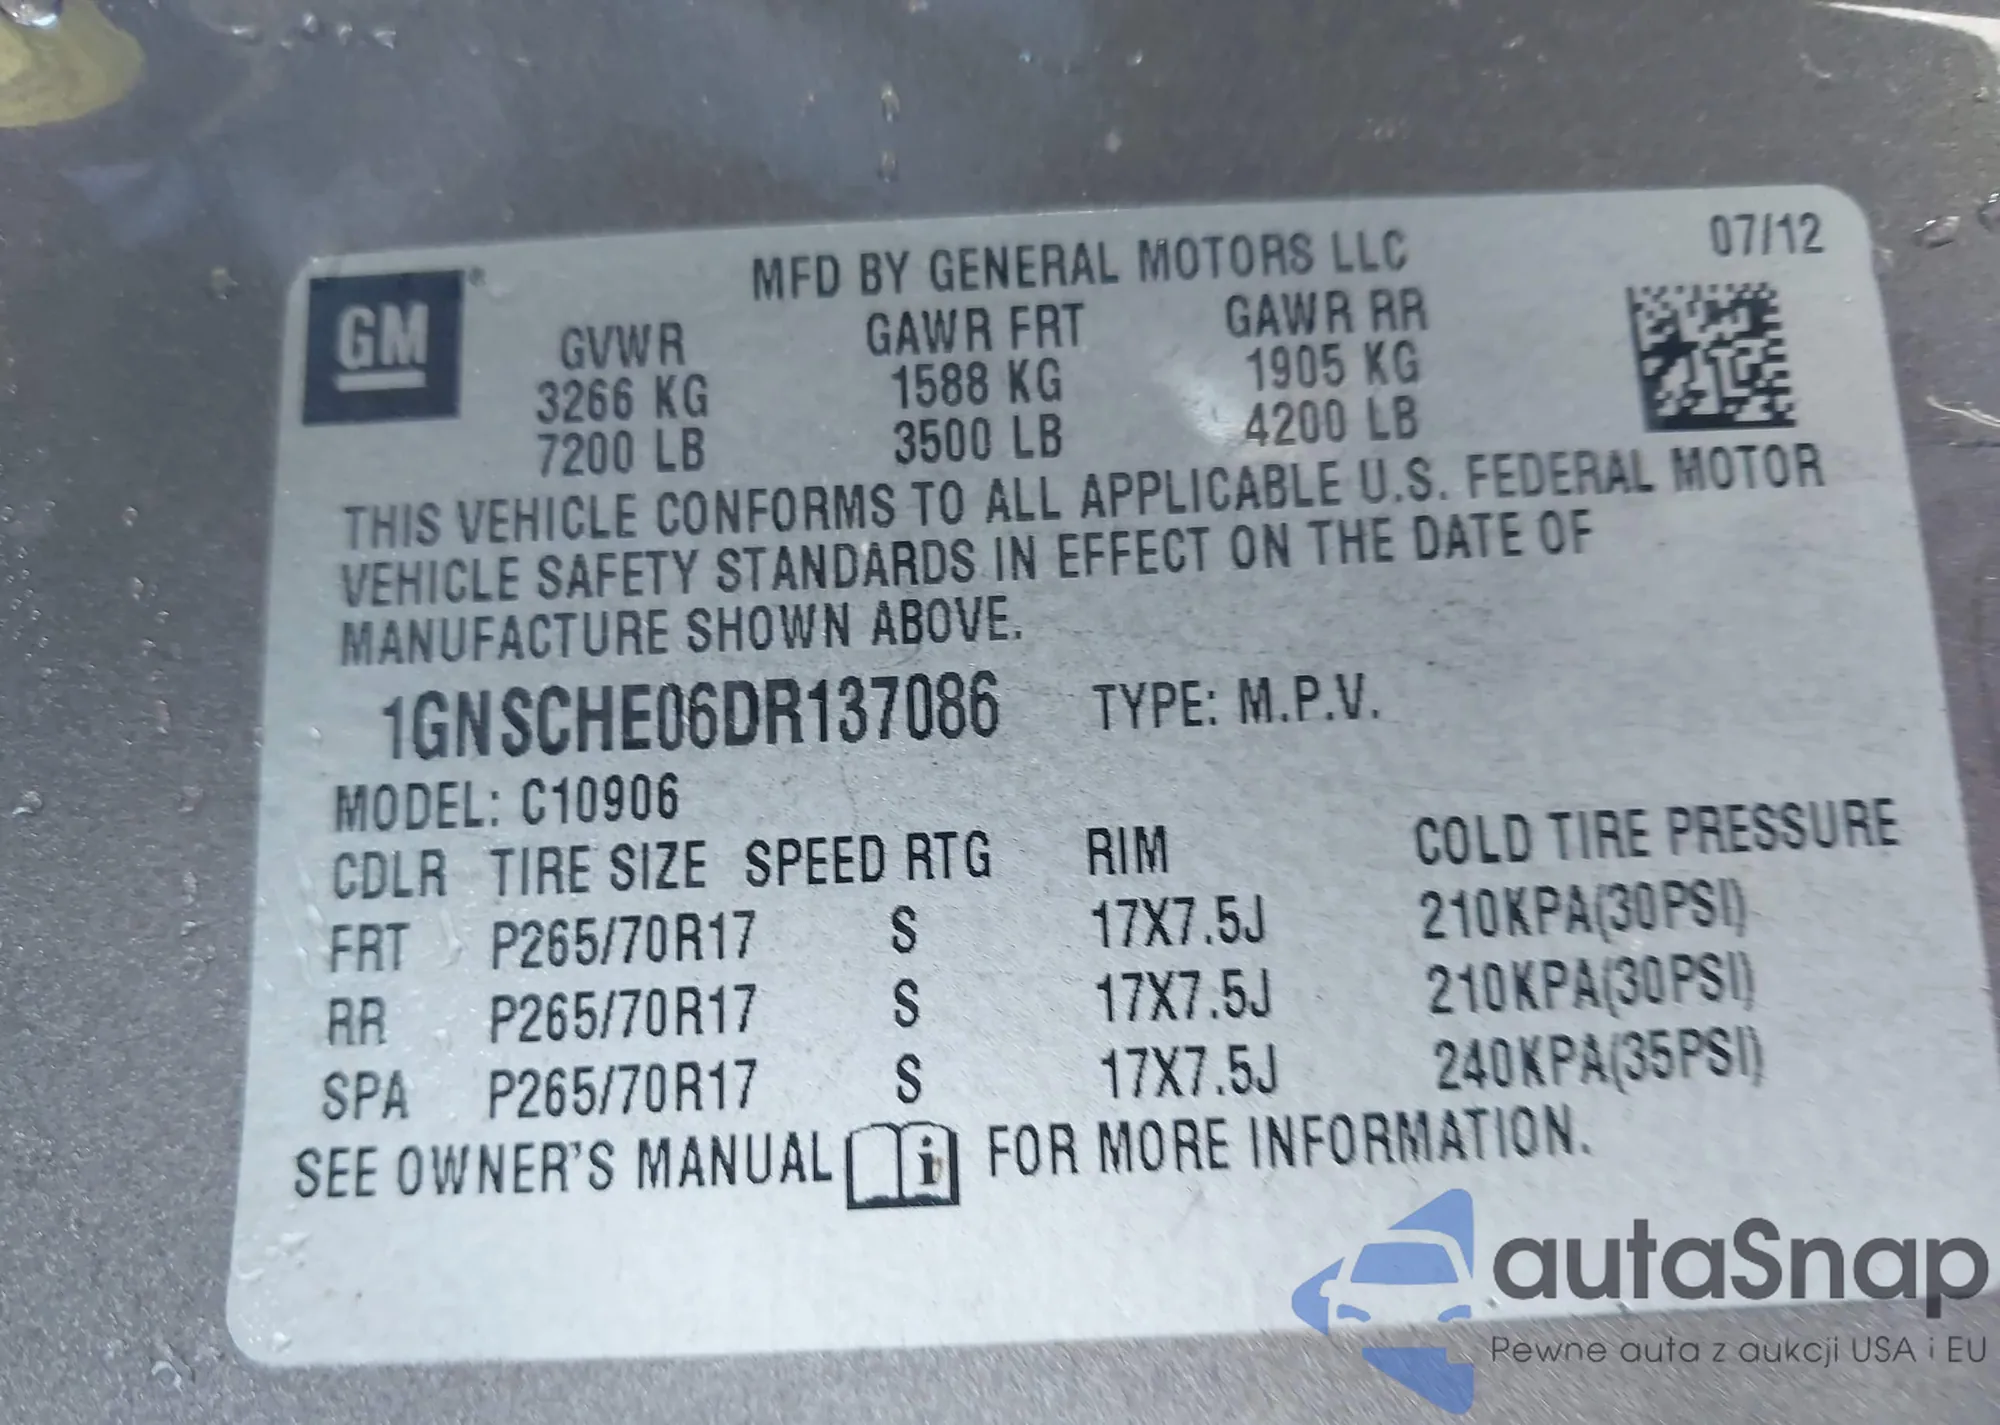 MFD BY GENERAL MOTORS LLC 07/12
GM
GVWR GAWR FRT GAWR RR
3266 KG 1588 KG 1905 KG
7200 LB 3500 LB 4200 LB
THIS VEHICLE CONFORMS TO ALL APPLICABLE U.S. FEDERAL MOTOR
VEHICLE SAFETY STANDARDS IN EFFECT ON THE DATE OF
MANUFACTURE SHOWN ABOVE.
1GNSCHE06DR137086 TYPE: M.P.V.
MODEL: C10906
CDLR TIRE SIZE SPEED RTG RIM COLD TIRE PRESSURE
FRT P265/70R17 S 17X7.5J 210KPA(30PSI)
RR P265/70R17 S 17X7.5J 210KPA(30PSI)
SPA P265/70R17 S 17X7.5J 240KPA(35PSI)
SEE OWNER'S MANUAL i FOR MORE INFORMATION.
autaSnap
Pewne auta z aukcji USA i EU